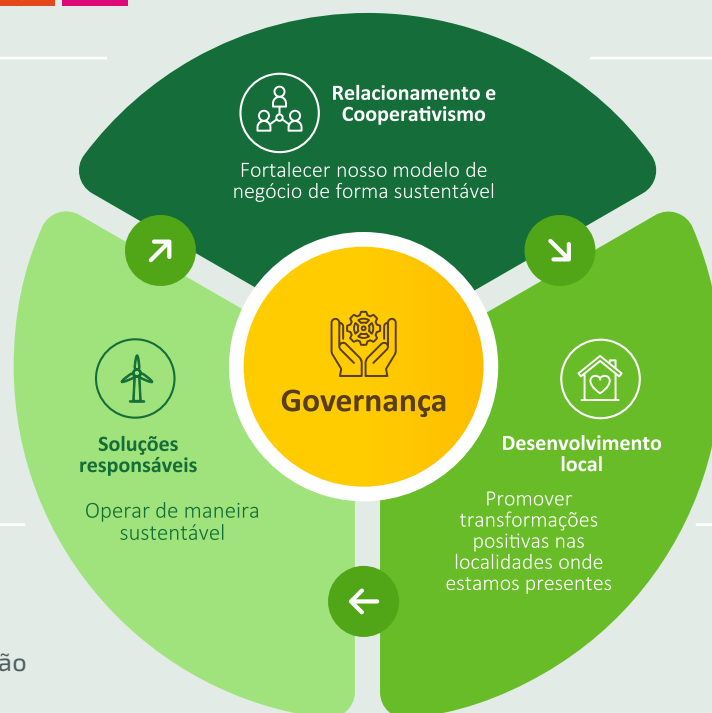 Relacionamento e
Cooperativismo
Fortalecer nosso modelo de
negócio de forma sustentável
Governança
Soluções
responsáveis
Operar de maneira
sustentável
Desenvolvimento
local
Promover
transformações
positivas nas
localidades onde
estamos presentes
ão